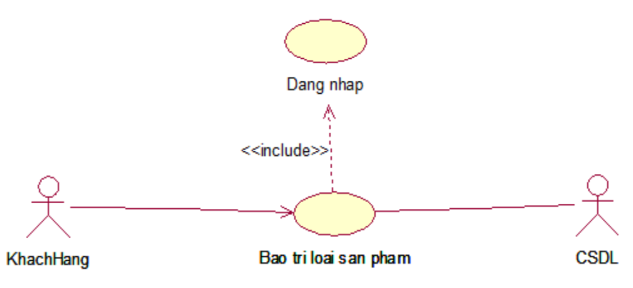 Dang nhap
<<include>>
KhachHang
Bao tri loai san pham
CSDL